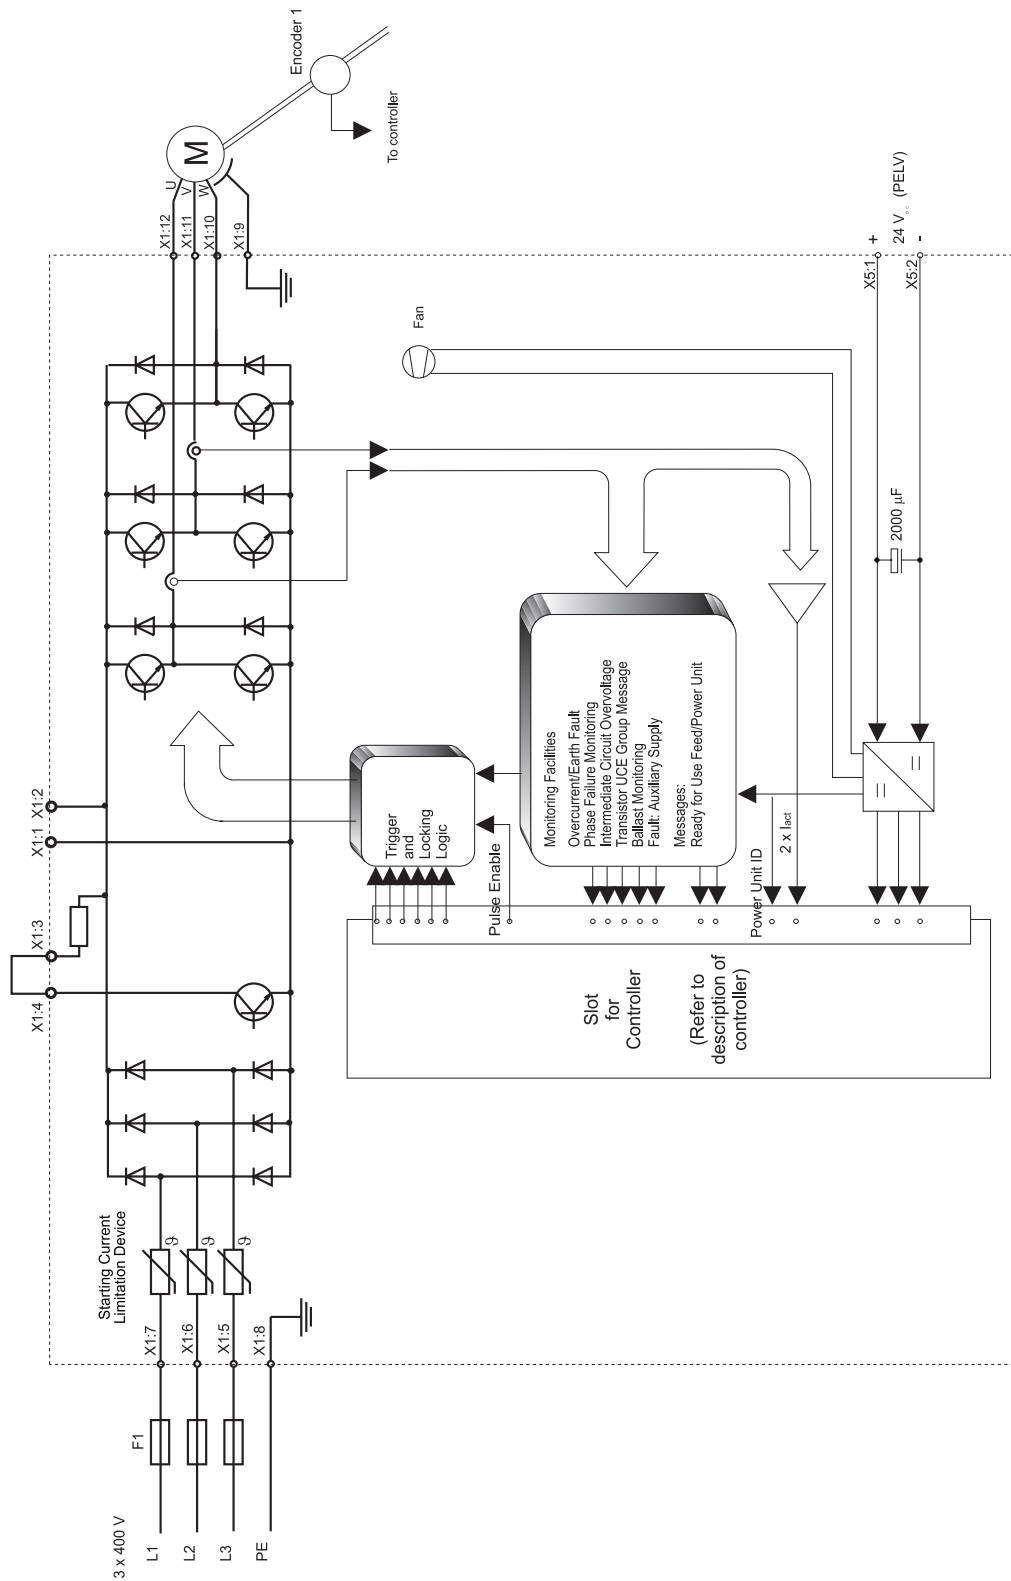 3 x 400 V
L1
L2
L3
PE
F1
X1:7
X1:6
X1:5
X1:8
Starting Current
Limitation Device
ϑ
ϑ
ϑ
X1:4
X1:3
X1:1
X1:2
X1:12
X1:11
X1:10
X1:9
U
V
W
M
Encoder 1
To controller
Fan
Trigger
and
Locking
Logic
Pulse Enable
Monitoring Facilities
Overcurrent/Earth Fault
Phase Failure Monitoring
Intermediate Circuit Overvoltage
Transistor UCE Group Message
Ballast Monitoring
Fault: Auxiliary Supply
Messages:
Ready for Use Feed/Power Unit
Power Unit ID
2 x Iact
Slot
for
Controller
(Refer to
description of
controller)
2000 µF
X5:1
X5:2
+
24 V DC (PELV)
-